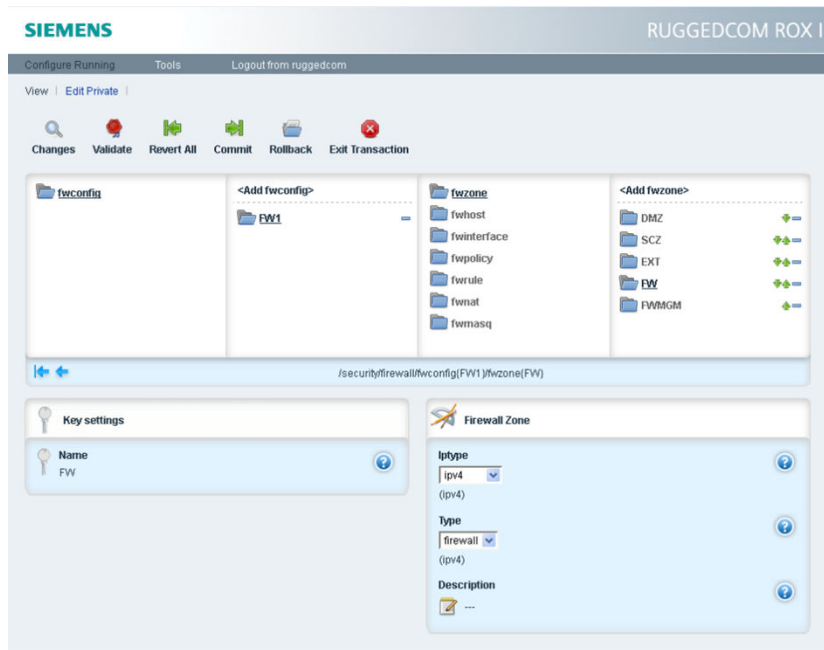 SIEMENS
RUGGEDCOM ROX I
Configure Running Tools Logout from ruggedcom
View | Edit Private |
Changes Validate Revert All Commit Rollback Exit Transaction
fwconfig
<Add fwconfig>
FW1
fwzone
fwhost
fwinterface
fwpolicy
fwrule
fwnat
fwmasq
<Add fwzone>
DMZ
SCZ
EXT
FW
FWMGM
/security/firewall/fwconfig(FW1)/fwzone(FW)
Key settings
Name
FW
Firewall Zone
Iptype
ipv4
(ipv4)
Type
firewall
(ipv4)
Description
---